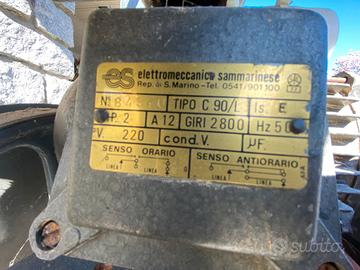 es elettromeccanica sammarinese
Rep. di S. Marino - Tel. 0541/901100
N. TIPO C 90/L Is. E
HP. 2 A 12 GIRI 2800 Hz 50
V. 220 cond. V. µF.
SENSO ORARIO SENSO ANTIORARIO
LINEA LINEA LINEA LINEA
subito